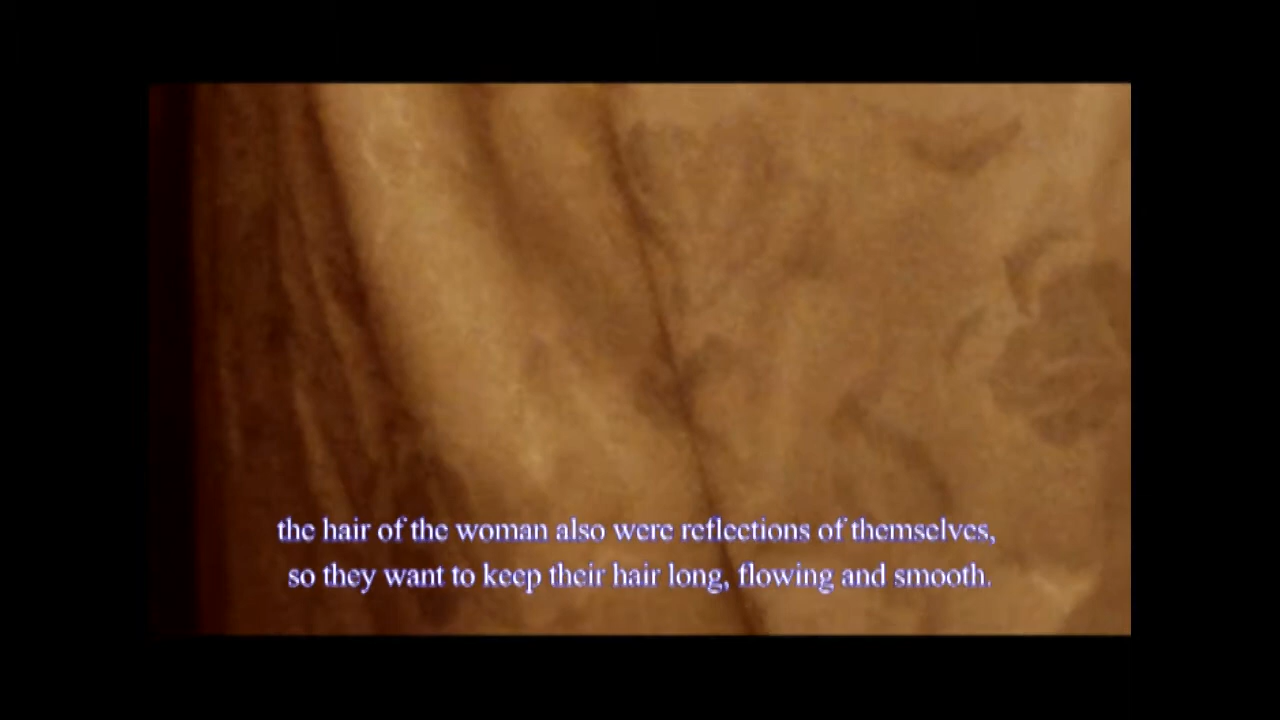 the hair of the woman also were reflections of themselves,
so they want to keep their hair long, flowing and smooth.